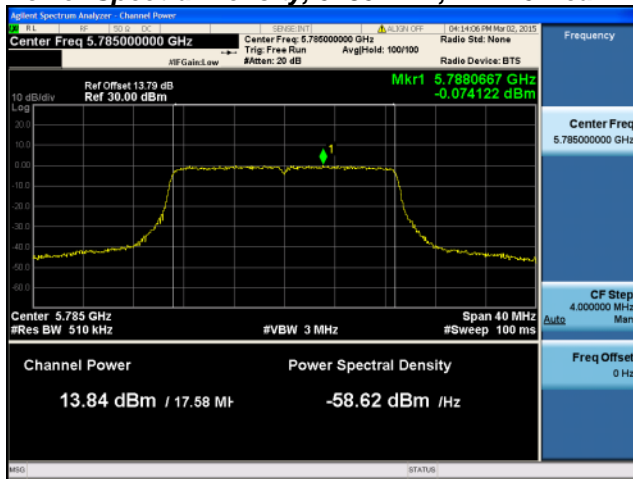 Agilent Spectrum Analyzer - Channel Power
RL RF 50 Ω DC SENSE:INT ALIGN OFF 04:14:06 PM Mar 02, 2015
Center Freq 5.785000000 GHz
Center Freq: 5.785000000 GHz Radio Std: None
Trig: Free Run Avg|Hold: 100/100
#IFGain:Low #Atten: 20 dB Radio Device: BTS
Frequency
Ref Offset 13.79 dB
10 dB/div Ref 30.00 dBm
Mkr1 5.7880667 GHz
-0.074122 dBm
Log
20.0
10.0
0.00
-10.0
-20.0
-30.0
-40.0
-50.0
-60.0
1
Center Freq
5.785000000 GHz
Center 5.785 GHz Span 40 MHz
#Res BW 510 kHz #VBW 3 MHz #Sweep 100 ms
CF Step
4.000000 MHz
Auto Man
Channel Power Power Spectral Density
13.84 dBm / 17.58 MH -58.62 dBm /Hz
Freq Offset
0 Hz
MSG STATUS